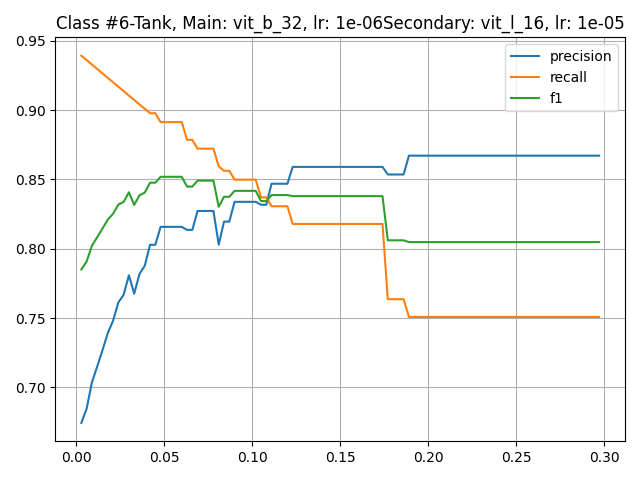 Class #6-Tank, Main: vit_b_32, lr: 1e-06Secondary: vit_l_16, lr: 1e-05
0.95
0.90
0.85
0.80
0.75
0.70
precision
recall
f1
0.00 0.05 0.10 0.15 0.20 0.25 0.30